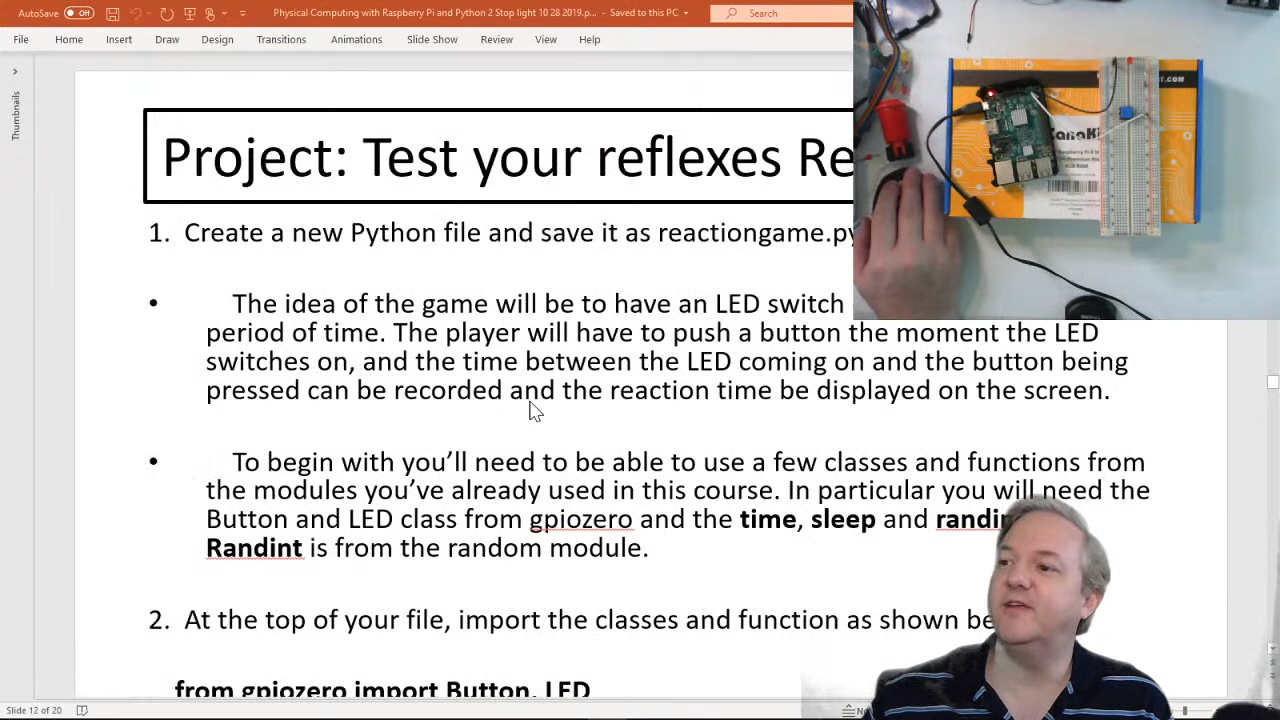 AutoSave Off Physical Computing with Raspberry Pi and Python 2 Stop light 10 28 2019.p... - Saved to this PC Search
File Home Insert Draw Design Transitions Animations Slide Show Review View Help
Thumbnails
.COM
Project: Test your reflexes Re
1. Create a new Python file and save it as reactiongame.py
• The idea of the game will be to have an LED switch
period of time. The player will have to push a button the moment the LED
switches on, and the time between the LED coming on and the button being
pressed can be recorded and the reaction time be displayed on the screen.
• To begin with you’ll need to be able to use a few classes and functions from
the modules you’ve already used in this course. In particular you will need the
Button and LED class from gpiozero and the time, sleep and randin
Randint is from the random module.
2. At the top of your file, import the classes and function as shown be
from gpiozero import Button, LED
Slide 12 of 20